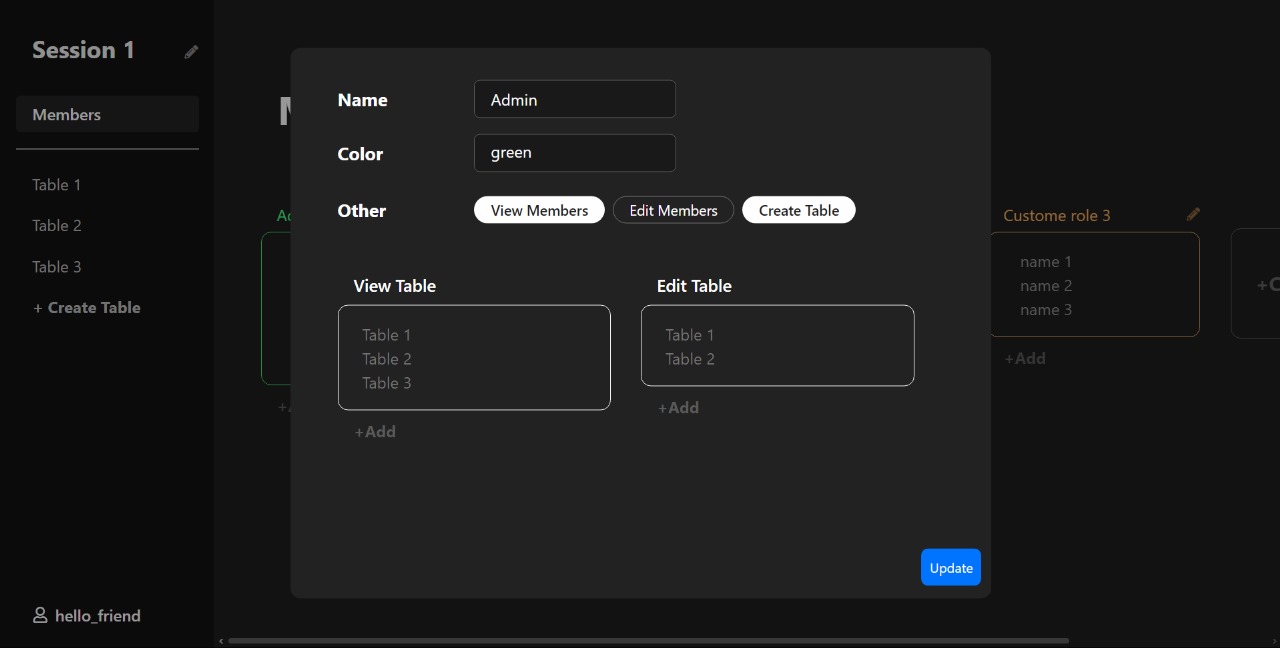 Session 1
Members
Table 1
Table 2
Table 3
+ Create Table
hello_friend
Name
Admin
Color
green
Other
View Members
Edit Members
Create Table
View Table
Table 1
Table 2
Table 3
+Add
Edit Table
Table 1
Table 2
+Add
Update
Custome role 3
name 1
name 2
name 3
+Add